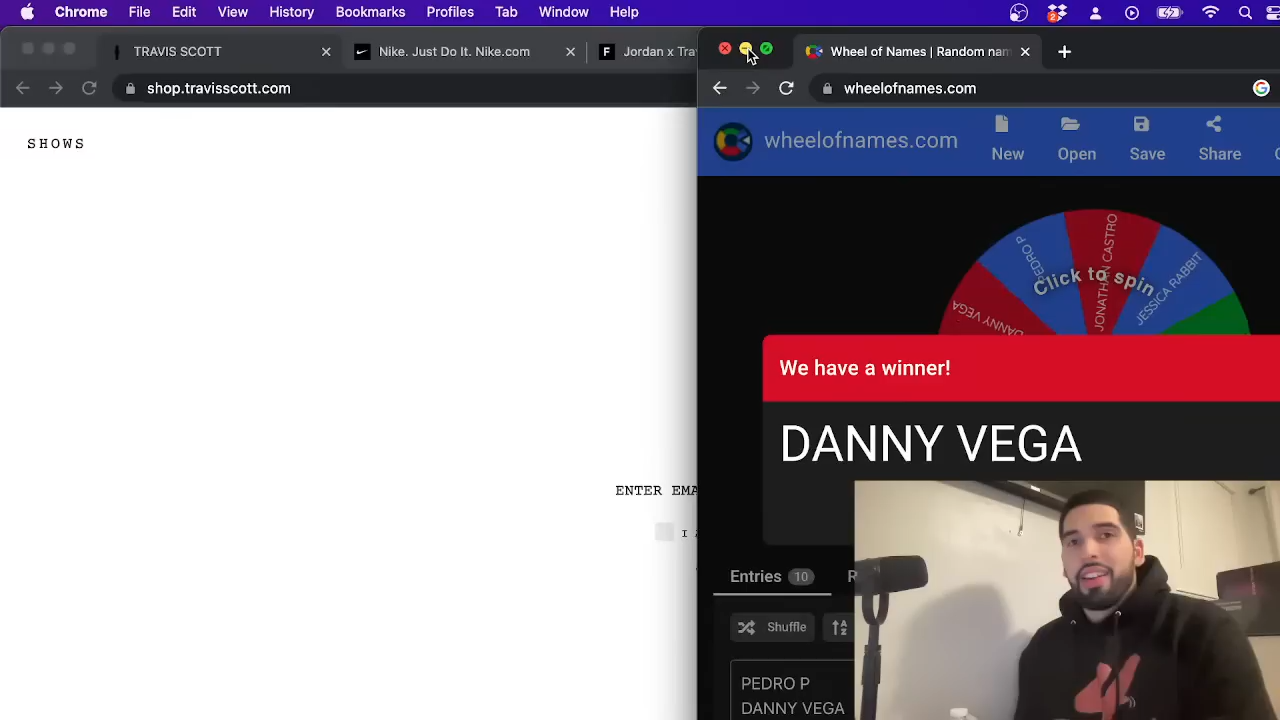 Chrome File Edit View History Bookmarks Profiles Tab Window Help
2
TRAVIS SCOTT
Nike. Just Do It. Nike.com
F Jordan x Tra
shop.travisscott.com
SHOWS
ENTER EMA
I
Wheel of Names | Random nam
wheelofnames.com
G
wheelofnames.com
New
Open
Save
Share
DANNY VEGA
PEDRO P
JONATHAN CASTRO
JESSICA RABBIT
Click to spin
We have a winner!
DANNY VEGA
Entries 10
R
Shuffle
PEDRO P
DANNY VEGA